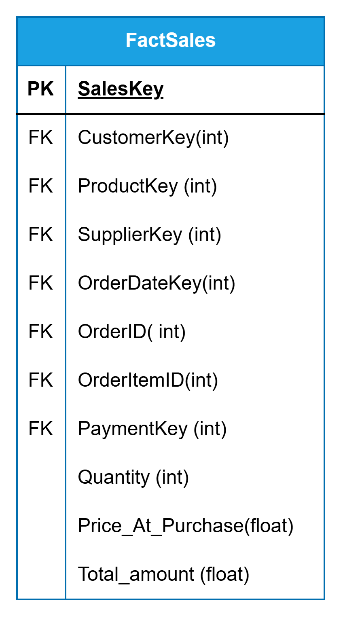 FactSales
PK SalesKey
FK CustomerKey(int)
FK ProductKey (int)
FK SupplierKey (int)
FK OrderDateKey(int)
FK OrderID( int)
FK OrderItemID(int)
FK PaymentKey (int)
Quantity (int)
Price_At_Purchase(float)
Total_amount (float)